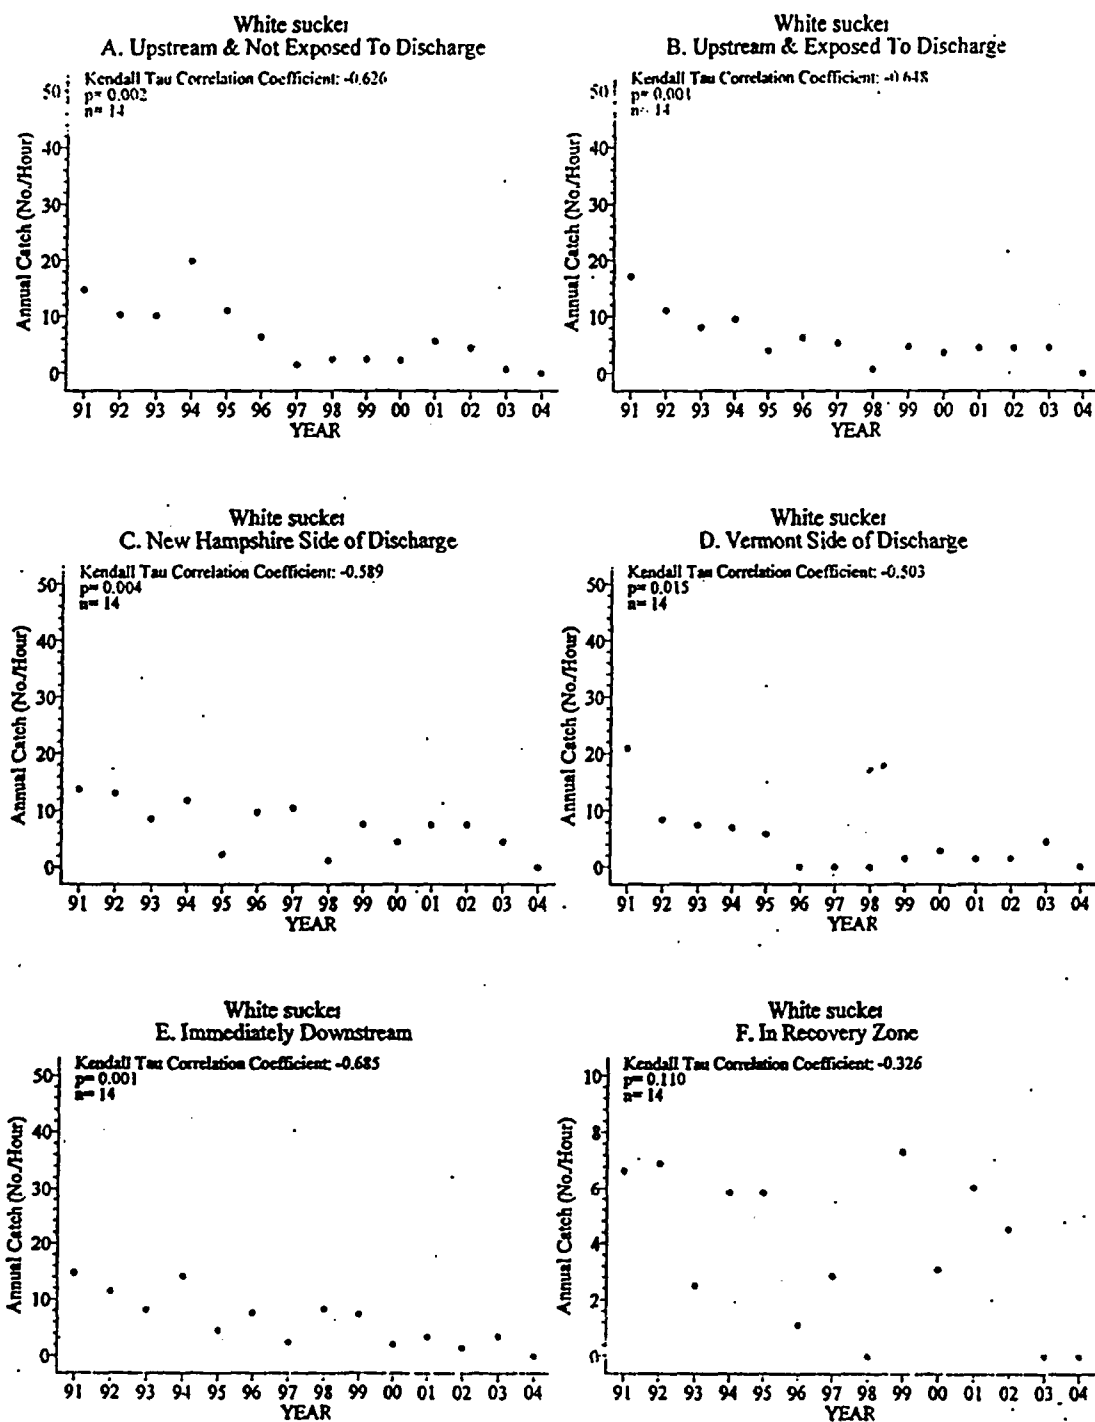 White sucker
A. Upstream & Not Exposed To Discharge
Kendall Tau Correlation Coefficient: -0.626
p= 0.002
n= 14
Annual Catch (No./Hour)
50
40
30
20
10
0
91 92 93 94 95 96 97 98 99 00 01 02 03 04
YEAR
White sucker
B. Upstream & Exposed To Discharge
Kendall Tau Correlation Coefficient: -0.648
p= 0.001
n= 14
Annual Catch (No./Hour)
50
40
30
20
10
0
91 92 93 94 95 96 97 98 99 00 01 02 03 04
YEAR
White sucker
C. New Hampshire Side of Discharge
Kendall Tau Correlation Coefficient: -0.589
p= 0.004
n= 14
Annual Catch (No./Hour)
50
40
30
20
10
0
91 92 93 94 95 96 97 98 99 00 01 02 03 04
YEAR
White sucker
D. Vermont Side of Discharge
Kendall Tau Correlation Coefficient: -0.503
p= 0.015
n= 14
Annual Catch (No./Hour)
50
40
30
20
10
0
91 92 93 94 95 96 97 98 99 00 01 02 03 04
YEAR
White sucker
E. Immediately Downstream
Kendall Tau Correlation Coefficient: -0.685
p= 0.001
n= 14
Annual Catch (No./Hour)
50
40
30
20
10
0
91 92 93 94 95 96 97 98 99 00 01 02 03 04
YEAR
White sucker
F. In Recovery Zone
Kendall Tau Correlation Coefficient: -0.326
p= 0.110
n= 14
Annual Catch (No./Hour)
10
8
6
4
2
0
91 92 93 94 95 96 97 98 99 00 01 02 03 04
YEAR